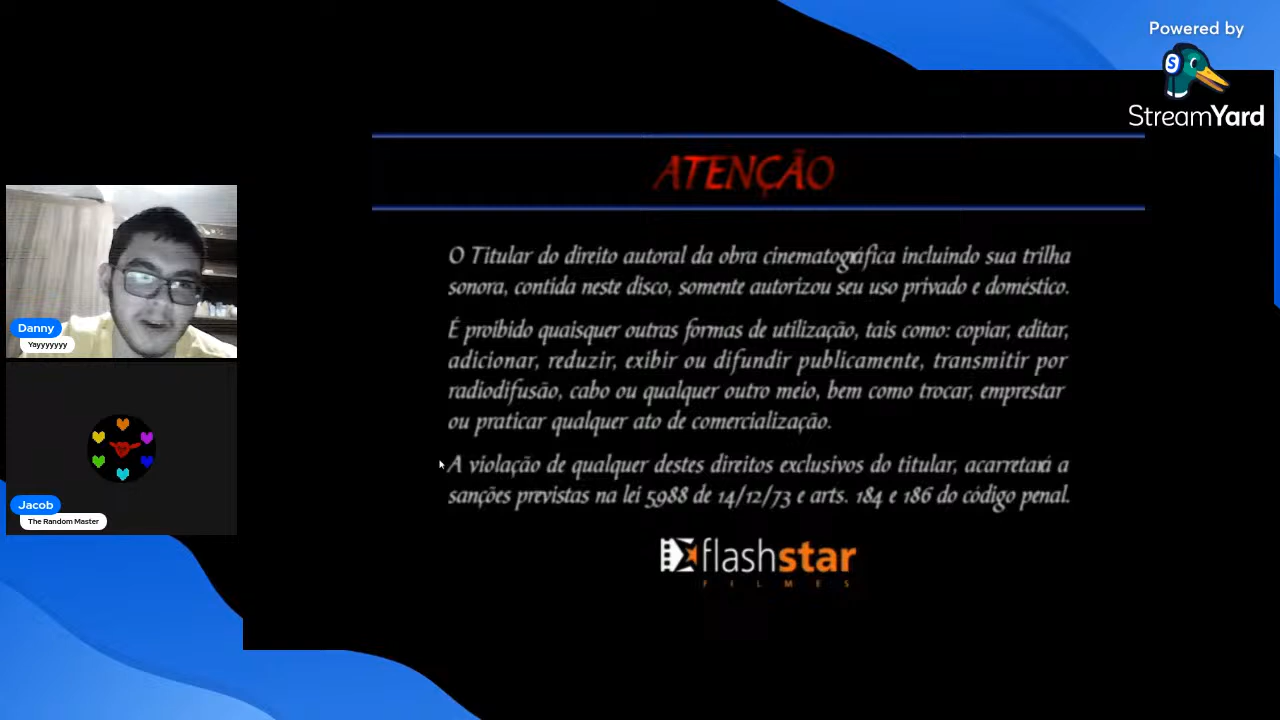 Powered by
StreamYard
ATENÇÃO
O Titular do direito autoral da obra cinematográfica incluindo sua trilha
sonora, contida neste disco, somente autorizou seu uso privado e doméstico.
É proibido quaisquer outras formas de utilização, tais como: copiar, editar,
adicionar, reduzir, exibir ou difundir publicamente, transmitir por
radiodifusão, cabo ou qualquer outro meio, bem como trocar, emprestar
ou praticar qualquer ato de comercialização.
A violação de qualquer destes direitos exclusivos do titular, acarretará a
sanções previstas na lei 5988 de 14/12/73 e arts. 184 e 186 do código penal.
flashstar
FILMES
Danny
Yayyyyyyy
Jacob
The Random Master